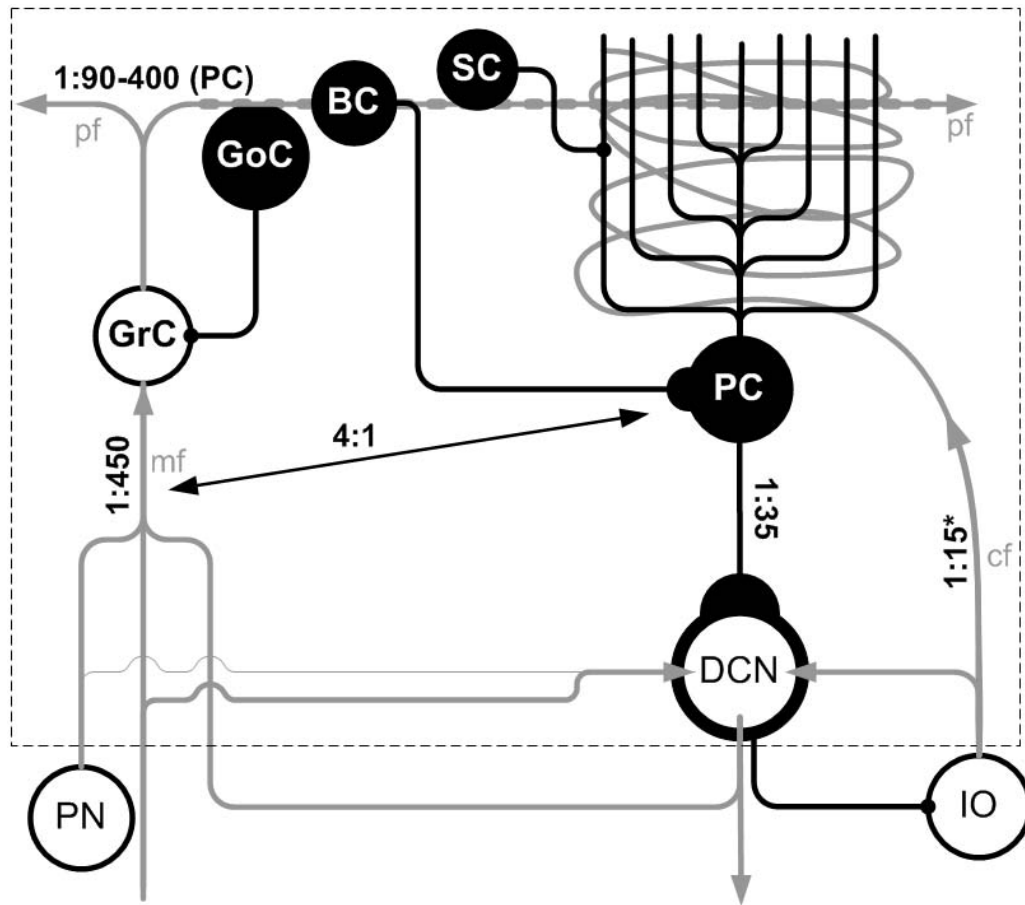 1:90-400 (PC)
pf
BC
SC
pf
GoC
GrC
PC
4:1
1:450
mf
1:35
1:15*
cf
DCN
PN
IO